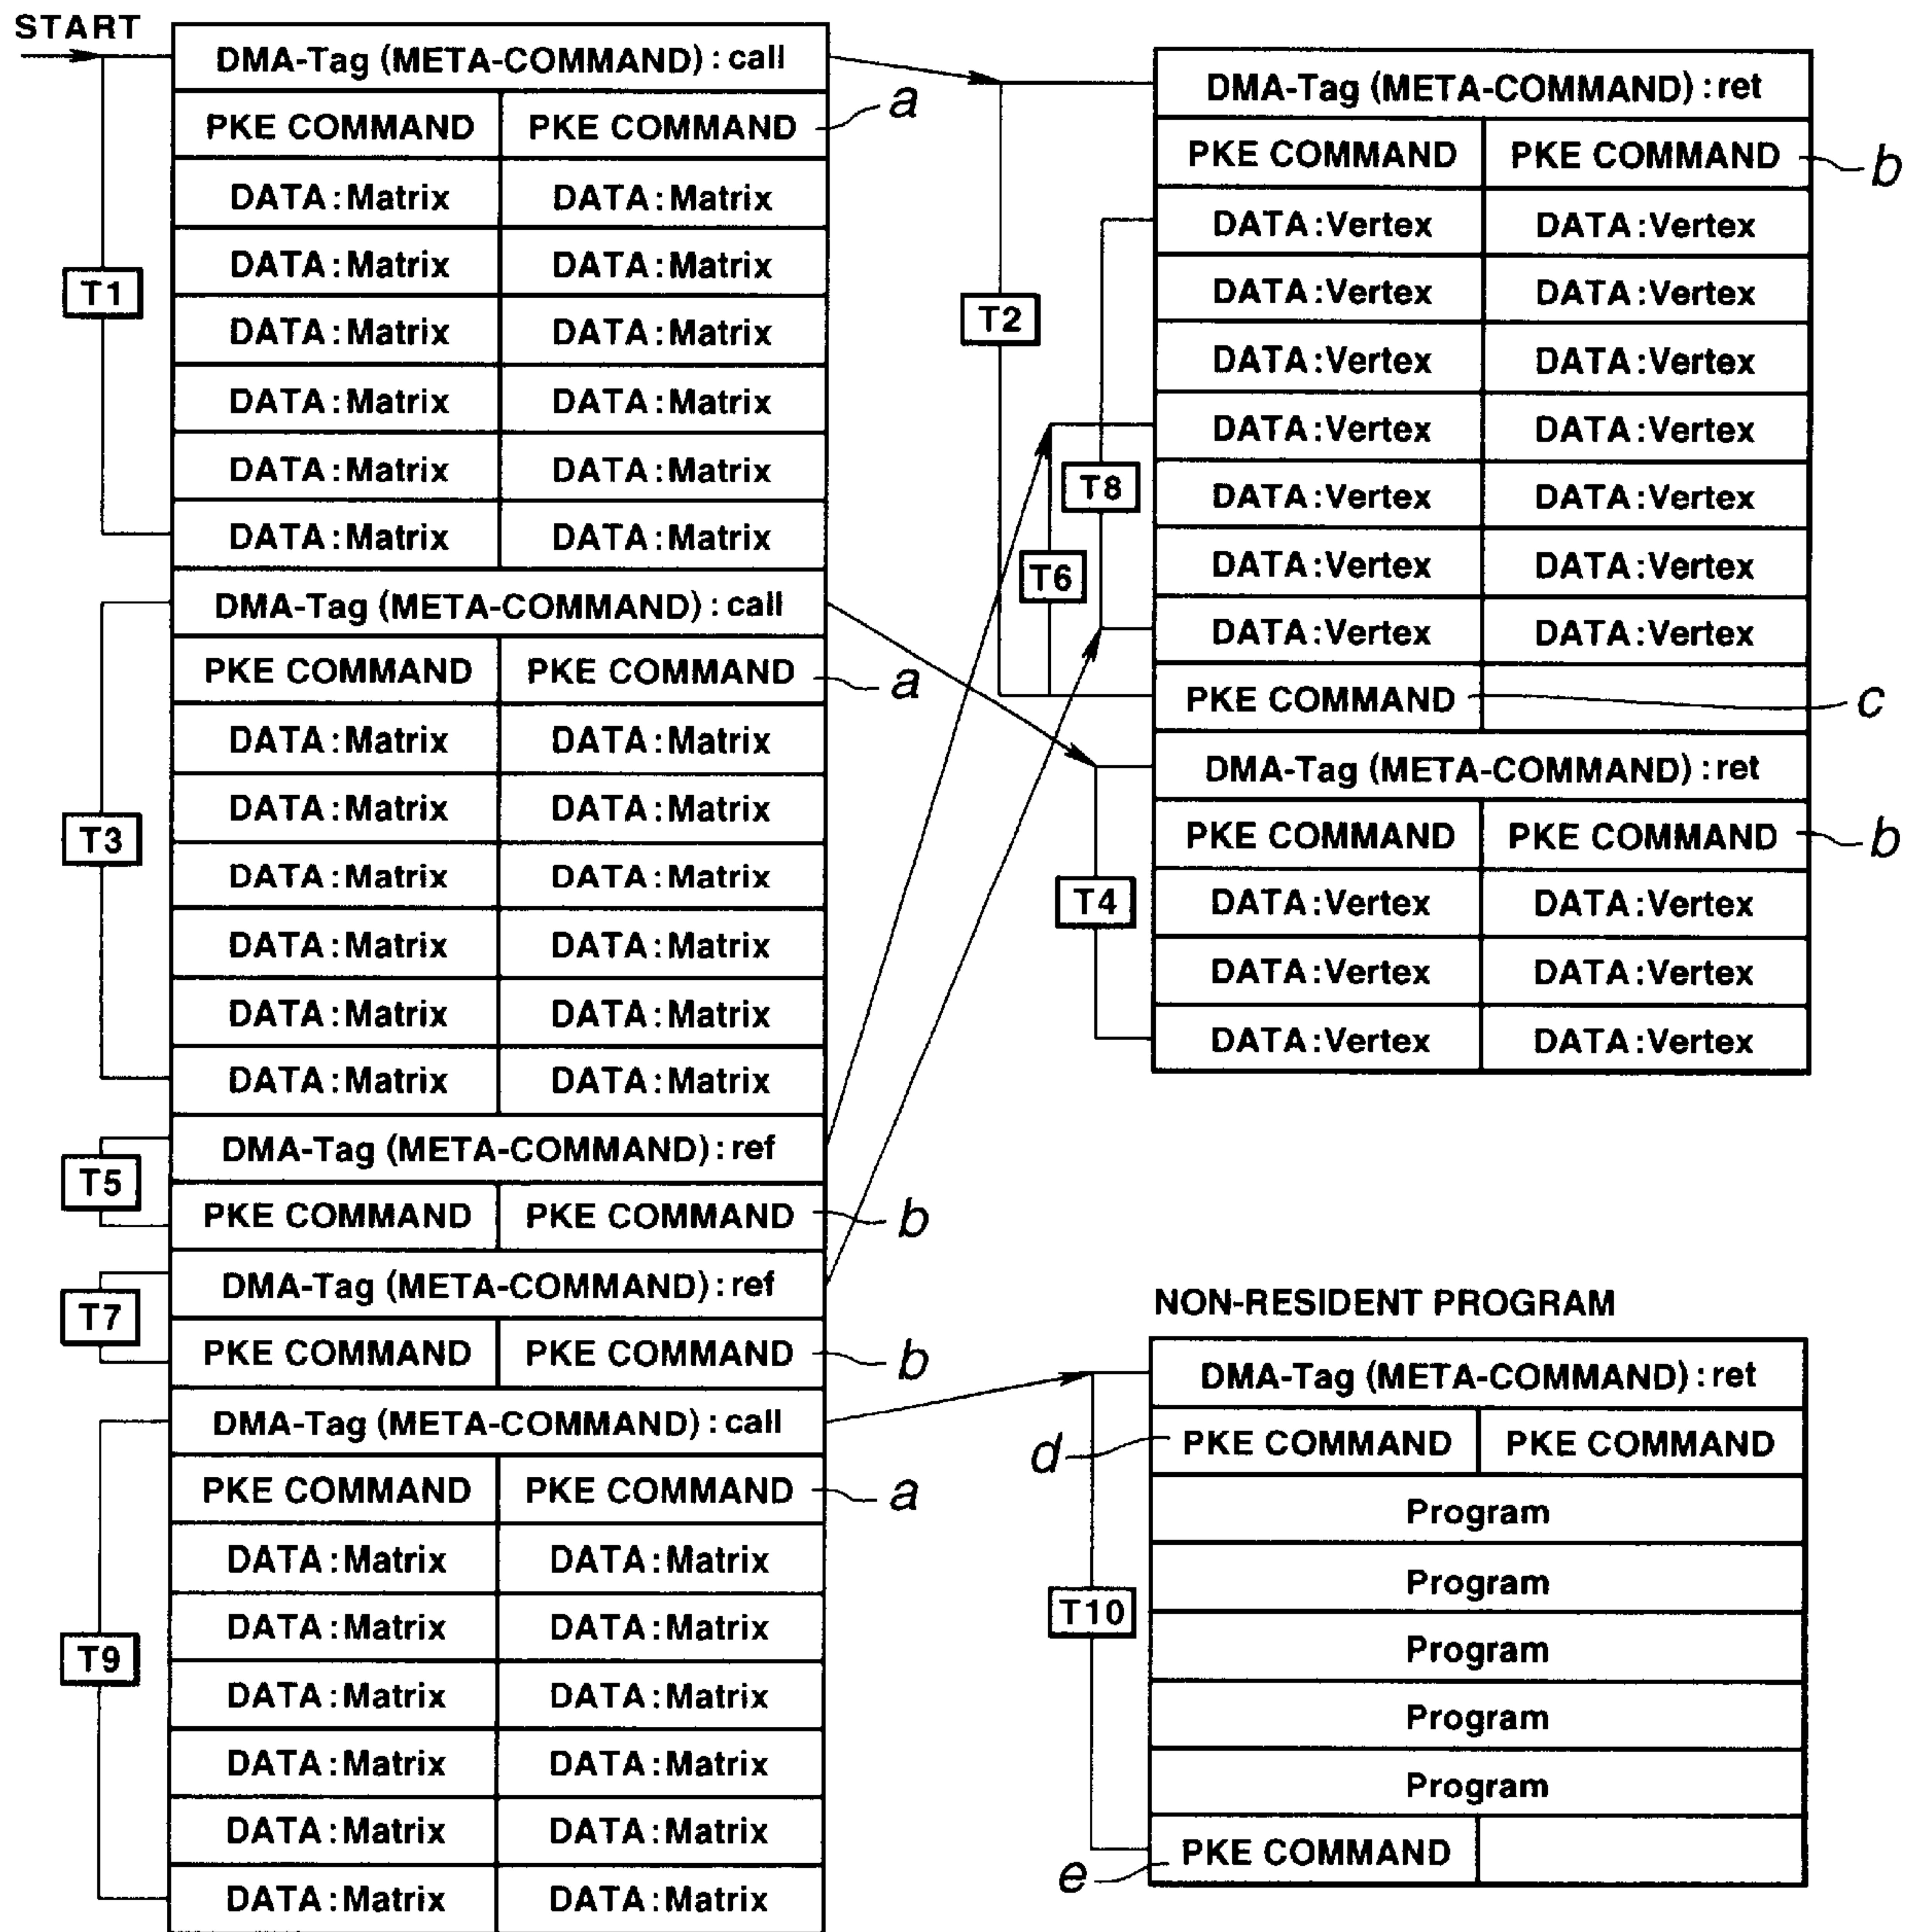 START
DMA-Tag (META-COMMAND) : call
PKE COMMAND PKE COMMAND a
DATA:Matrix DATA:Matrix
DATA:Matrix DATA:Matrix
T1
DATA:Matrix DATA:Matrix
DATA:Matrix DATA:Matrix
DATA:Matrix DATA:Matrix
DATA:Matrix DATA:Matrix
DMA-Tag (META-COMMAND) : call
PKE COMMAND PKE COMMAND a
DATA:Matrix DATA:Matrix
DATA:Matrix DATA:Matrix
T3
DATA:Matrix DATA:Matrix
DATA:Matrix DATA:Matrix
DATA:Matrix DATA:Matrix
DATA:Matrix DATA:Matrix
DMA-Tag (META-COMMAND) : ref
T5
PKE COMMAND PKE COMMAND b
DMA-Tag (META-COMMAND) : ref
T7
PKE COMMAND PKE COMMAND b
DMA-Tag (META-COMMAND) : call
PKE COMMAND PKE COMMAND a
DATA:Matrix DATA:Matrix
DATA:Matrix DATA:Matrix
T9
DATA:Matrix DATA:Matrix
DATA:Matrix DATA:Matrix
DATA:Matrix DATA:Matrix
DATA:Matrix DATA:Matrix
DMA-Tag (META-COMMAND) : ret
PKE COMMAND PKE COMMAND b
DATA:Vertex DATA:Vertex
DATA:Vertex DATA:Vertex
T2
DATA:Vertex DATA:Vertex
DATA:Vertex DATA:Vertex
T8
DATA:Vertex DATA:Vertex
T6
DATA:Vertex DATA:Vertex
DATA:Vertex DATA:Vertex
PKE COMMAND c
DMA-Tag (META-COMMAND) : ret
PKE COMMAND PKE COMMAND b
T4
DATA:Vertex DATA:Vertex
DATA:Vertex DATA:Vertex
DATA:Vertex DATA:Vertex
NON-RESIDENT PROGRAM
DMA-Tag (META-COMMAND) : ret
d PKE COMMAND PKE COMMAND
Program
Program
T10
Program
Program
Program
e PKE COMMAND